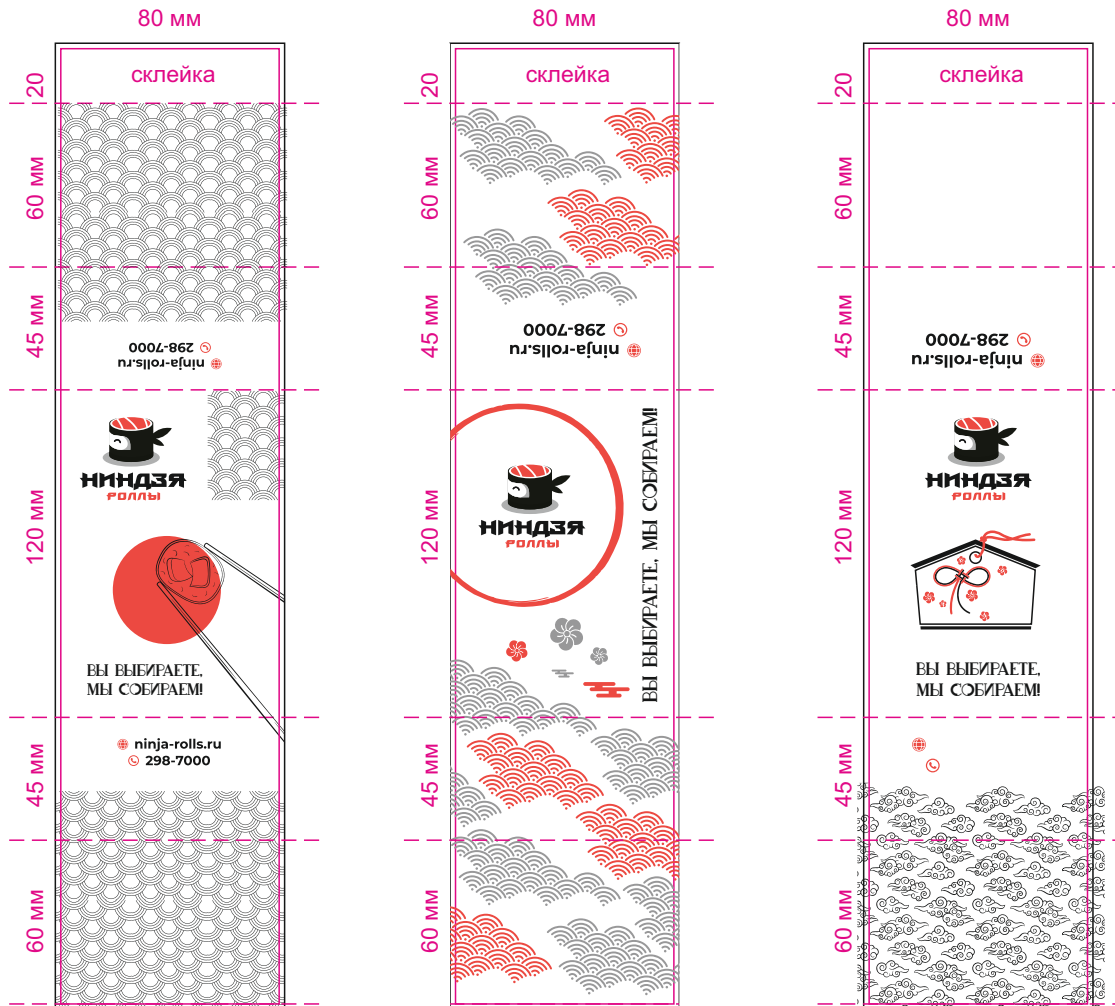 80 мм
склейка
20
60 мм
45 мм
298-7000
ninja-rolls.ru
120 мм
НИНДЗЯ
РОЛЛЫ
ВЫ ВЫБИРАЕТЕ,
МЫ СОБИРАЕМ!
45 мм
ninja-rolls.ru
298-7000
60 мм
80 мм
склейка
20
60 мм
45 мм
298-7000
ninja-rolls.ru
120 мм
НИНДЗЯ
РОЛЛЫ
ВЫ ВЫБИРАЕТЕ, МЫ СОБИРАЕМ!
45 мм
60 мм
80 мм
склейка
20
60 мм
45 мм
298-7000
ninja-rolls.ru
120 мм
НИНДЗЯ
РОЛЛЫ
ВЫ ВЫБИРАЕТЕ,
МЫ СОБИРАЕМ!
45 мм
60 мм